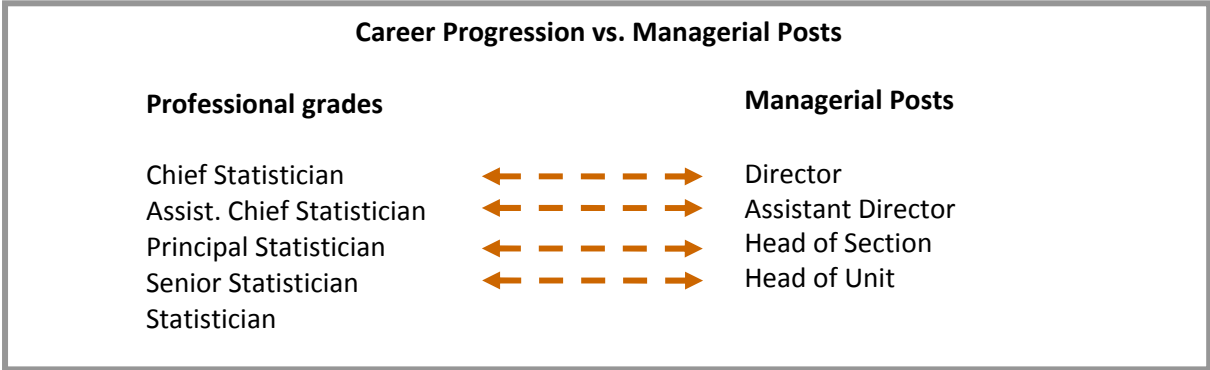 Career Progression vs. Managerial Posts
Professional grades
Managerial Posts
Chief Statistician
Director
Assist. Chief Statistician
Assistant Director
Principal Statistician
Head of Section
Senior Statistician
Head of Unit
Statistician